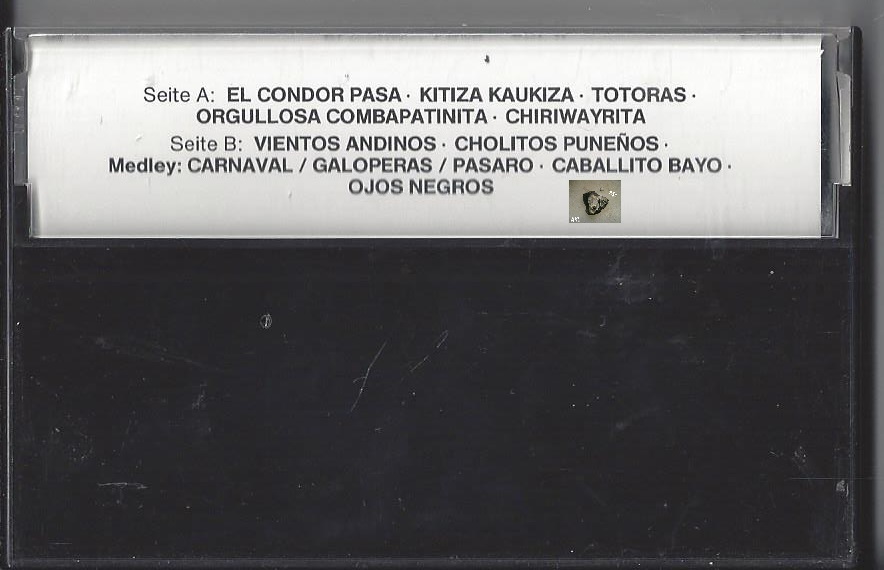 Seite A: EL CONDOR PASA · KITIZA KAUKIZA · TOTORAS ·
ORGULLOSA COMBAPATINITA · CHIRIWAYRITA
Seite B: VIENTOS ANDINOS · CHOLITOS PUNEÑOS ·
Medley: CARNAVAL / GALOPERAS / PASARO · CABALLITO BAYO ·
OJOS NEGROS